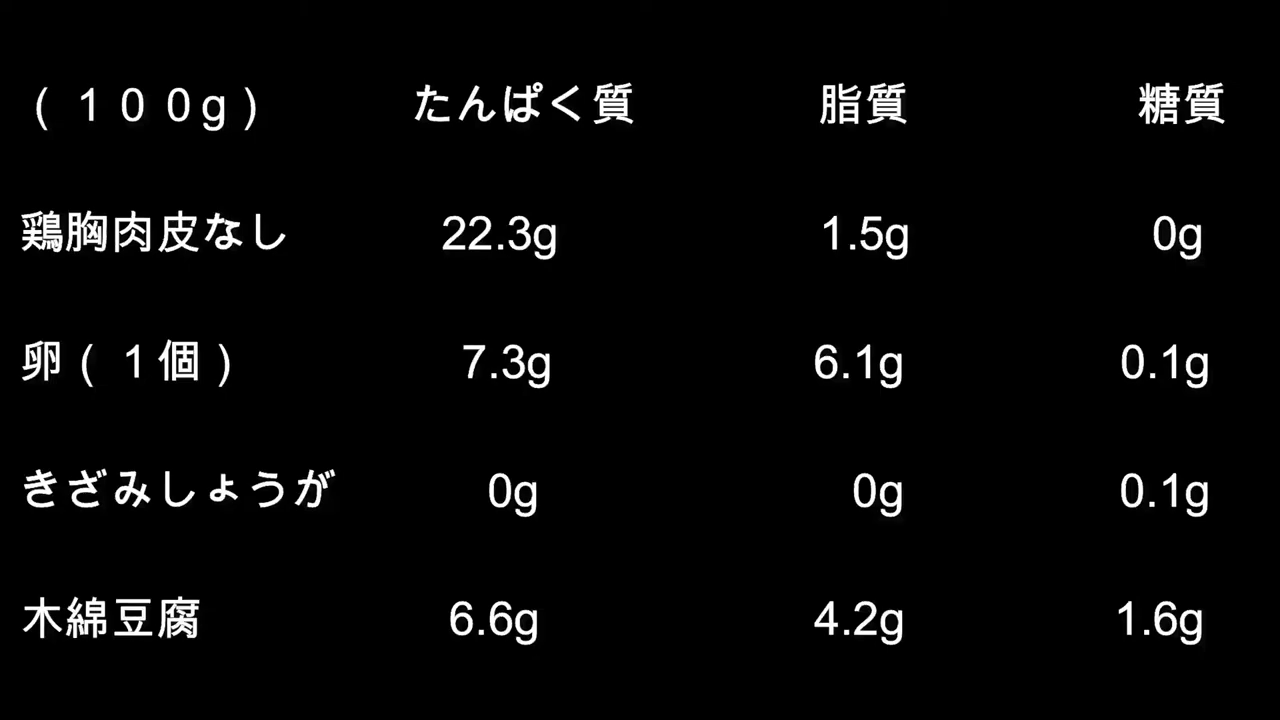 （１００g） たんぱく質 脂質 糖質
鶏胸肉皮なし 22.3g 1.5g 0g
卵（１個） 7.3g 6.1g 0.1g
きざみしょうが 0g 0g 0.1g
木綿豆腐 6.6g 4.2g 1.6g